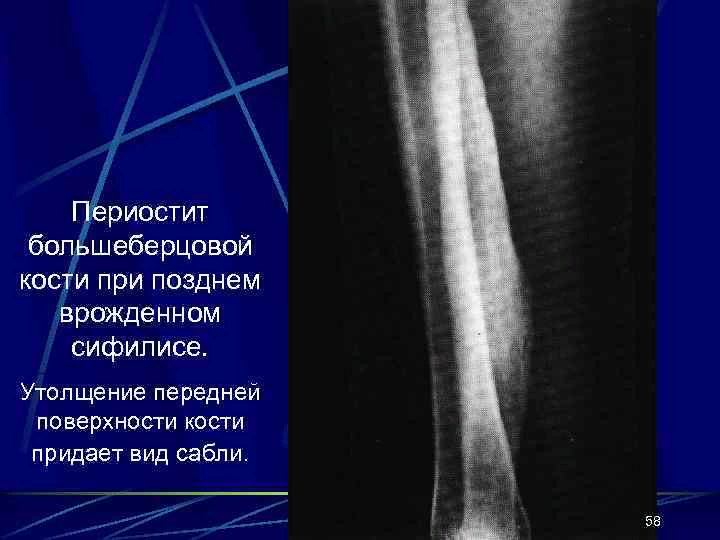 Периостит
большеберцовой
кости при позднем
врожденном
сифилисе.
Утолщение передней
поверхности кости
придает вид сабли.
58